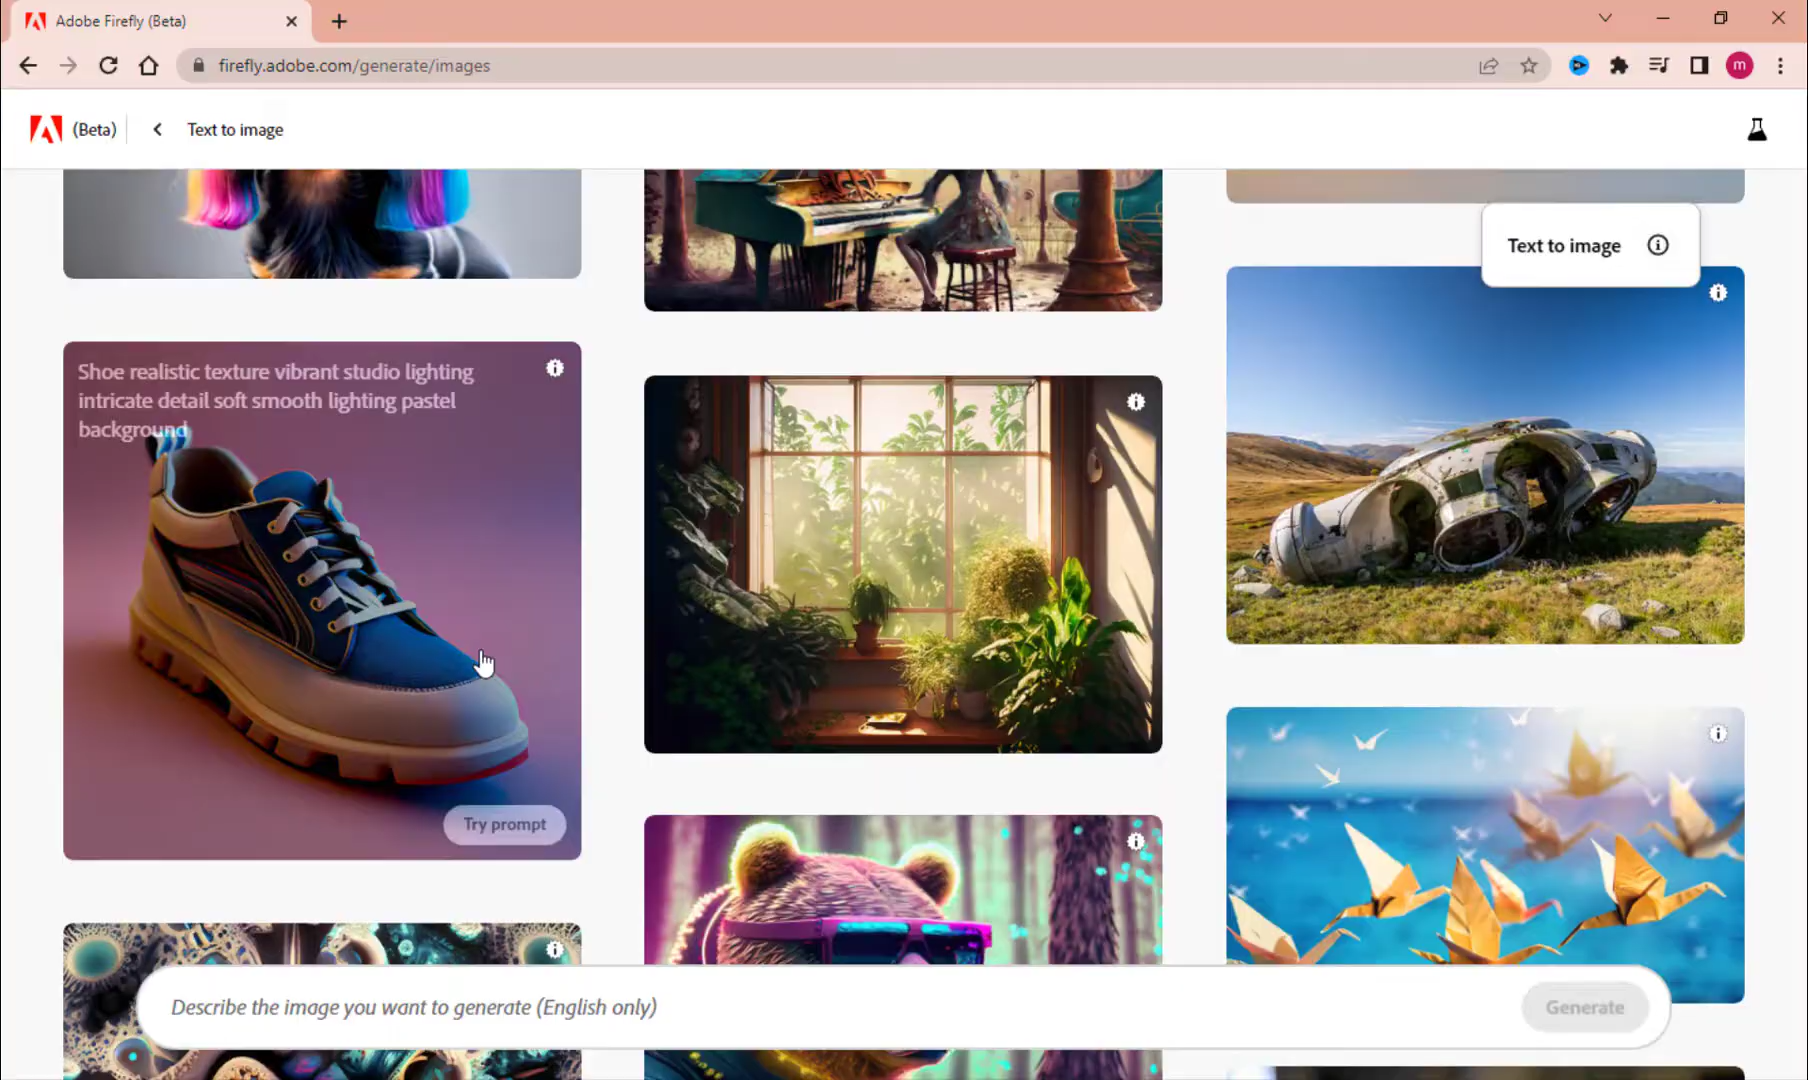 Adobe Firefly (Beta)
firefly.adobe.com/generate/images
m
(Beta)
Text to image
Text to image
Shoe realistic texture vibrant studio lighting
intricate detail soft smooth lighting pastel
background
Try prompt
Describe the image you want to generate (English only)
Generate